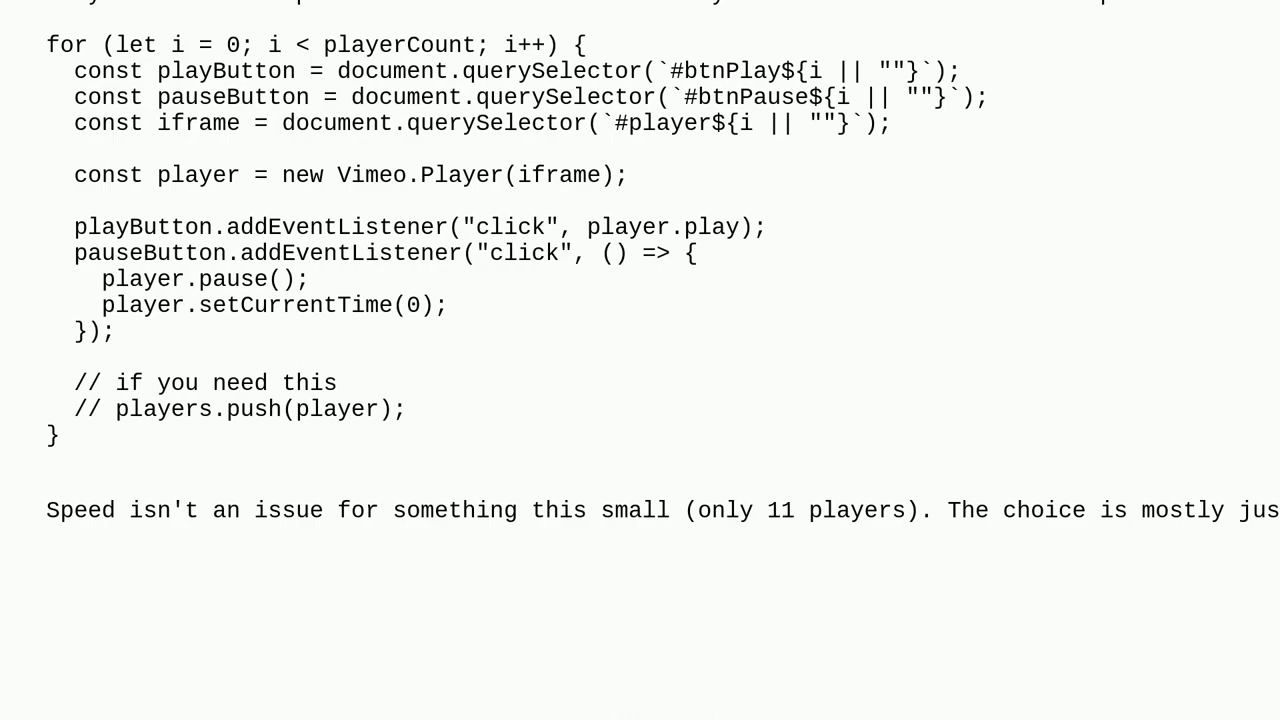 for (let i = 0; i < playerCount; i++) {
  const playButton = document.querySelector(`#btnPlay${i || ""}`);
  const pauseButton = document.querySelector(`#btnPause${i || ""}`);
  const iframe = document.querySelector(`#player${i || ""}`);
  const player = new Vimeo.Player(iframe);
  playButton.addEventListener("click", player.play);
  pauseButton.addEventListener("click", () => {
    player.pause();
    player.setCurrentTime(0);
  });
  // if you need this
  // players.push(player);
}
Speed isn't an issue for something this small (only 11 players). The choice is mostly jus